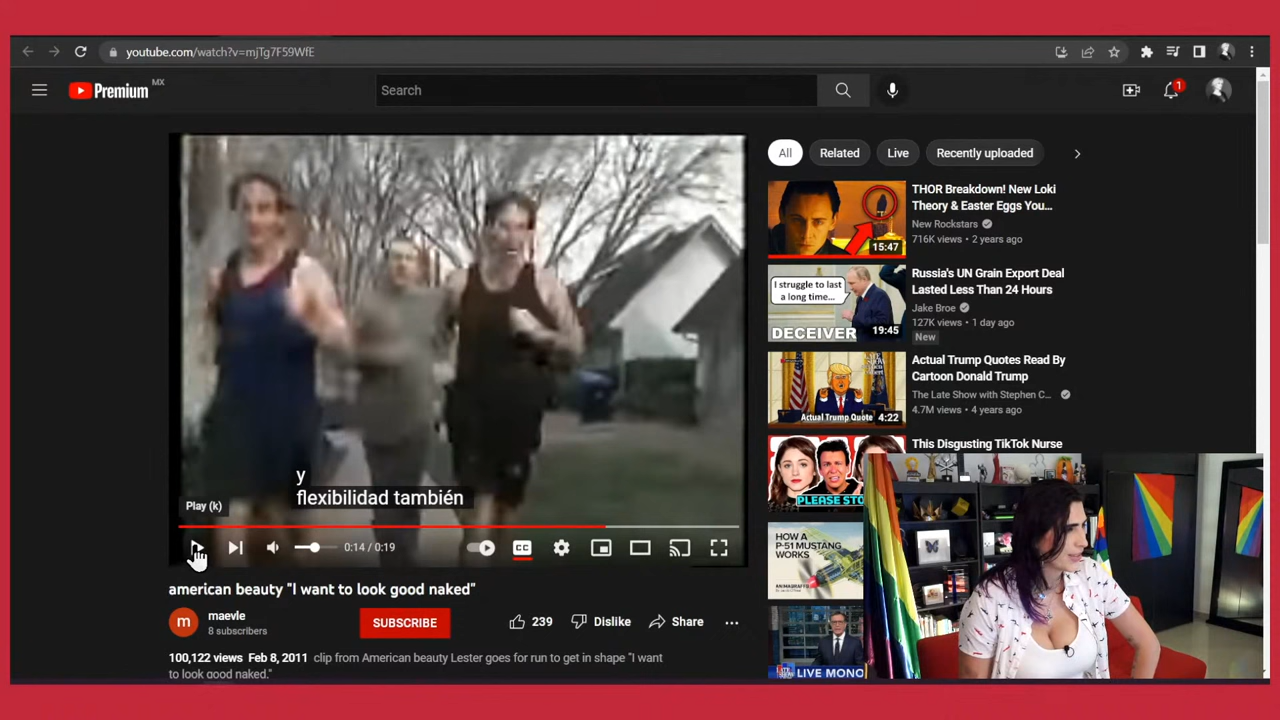 youtube.com/watch?v=mjTg7F59WfE
Premium MX
Search
1
All
Related
Live
Recently uploaded
y
flexibilidad también
Play (k)
0:14 / 0:19
CC
american beauty "I want to look good naked"
m
maevle
8 subscribers
SUBSCRIBE
239
Dislike
Share
100,122 views Feb 8, 2011 clip from American beauty Lester goes for run to get in shape "I want
to look good naked."
15:47
THOR Breakdown! New Loki
Theory & Easter Eggs You...
New Rockstars
716K views • 2 years ago
I struggle to last
a long time...
DECEIVER
19:45
Russia's UN Grain Export Deal
Lasted Less Than 24 Hours
Jake Broe
127K views • 1 day ago
New
Actual Trump Quote
4:22
Actual Trump Quotes Read By
Cartoon Donald Trump
The Late Show with Stephen C...
4.7M views • 4 years ago
PLEASE STO
This Disgusting TikTok Nurse
HOW A
P-51 MUSTANG
WORKS
ANIMAGRAFFS
LIVE MONO